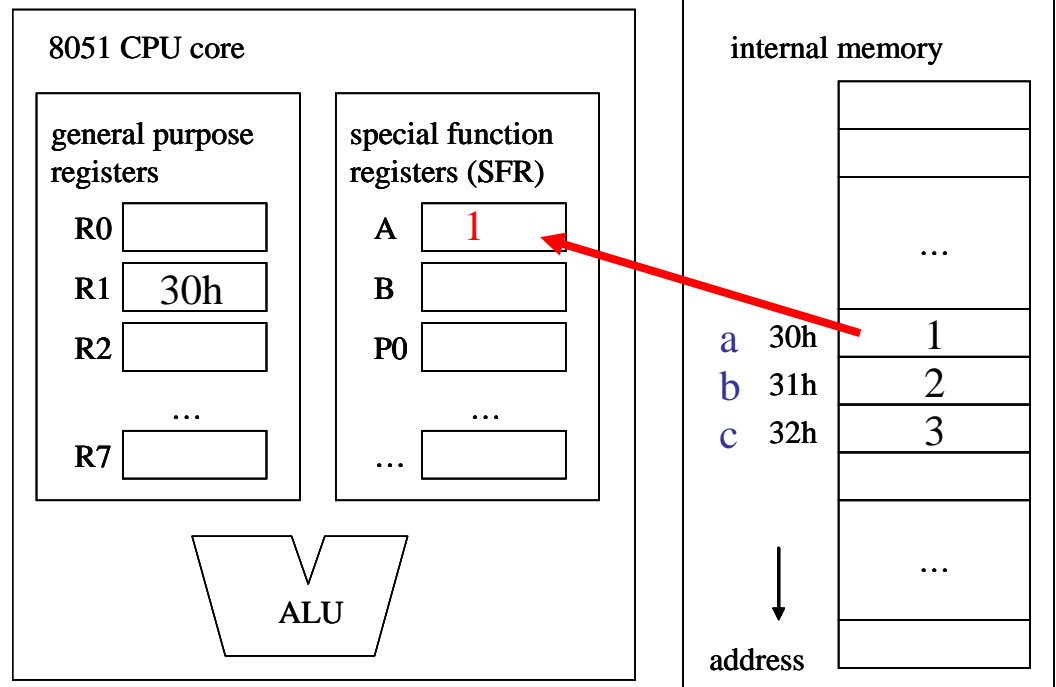 8051 CPU core
general purpose
registers
R0
R1 30h
R2
...
R7
special function
registers (SFR)
A 1
B
P0
...
...
ALU
internal memory
...
a 30h 1
b 31h 2
c 32h 3
...
address